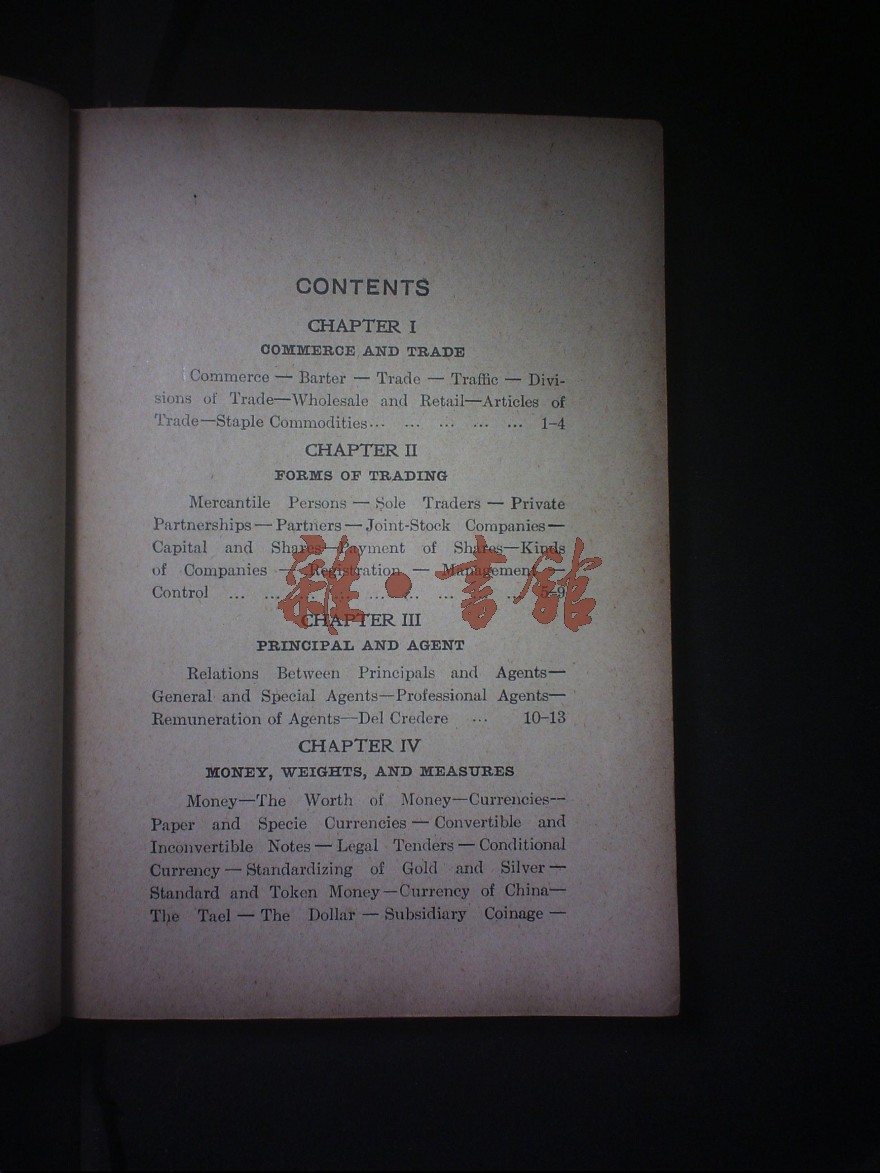 CONTENTS
CHAPTER I
COMMERCE AND TRADE
Commerce — Barter — Trade — Traffic — Divi-
sions of Trade—Wholesale and Retail—Articles of
Trade—Staple Commodities... ... ... ... ... 1–4
CHAPTER II
FORMS OF TRADING
Mercantile Persons — Sole Traders — Private
Partnerships — Partners — Joint-Stock Companies—
Capital and Shares—Payment of Shares—Kinds
of Companies — Registration — Management —
Control ... ... ... ... ... ... ... ... ... 5–9
雜·書館
CHAPTER III
PRINCIPAL AND AGENT
Relations Between Principals and Agents—
General and Special Agents—Professional Agents—
Remuneration of Agents—Del Credere ... 10–13
CHAPTER IV
MONEY, WEIGHTS, AND MEASURES
Money—The Worth of Money—Currencies—
Paper and Specie Currencies — Convertible and
Inconvertible Notes — Legal Tenders — Conditional
Currency — Standardizing of Gold and Silver —
Standard and Token Money—Currency of China—
The Tael — The Dollar — Subsidiary Coinage —